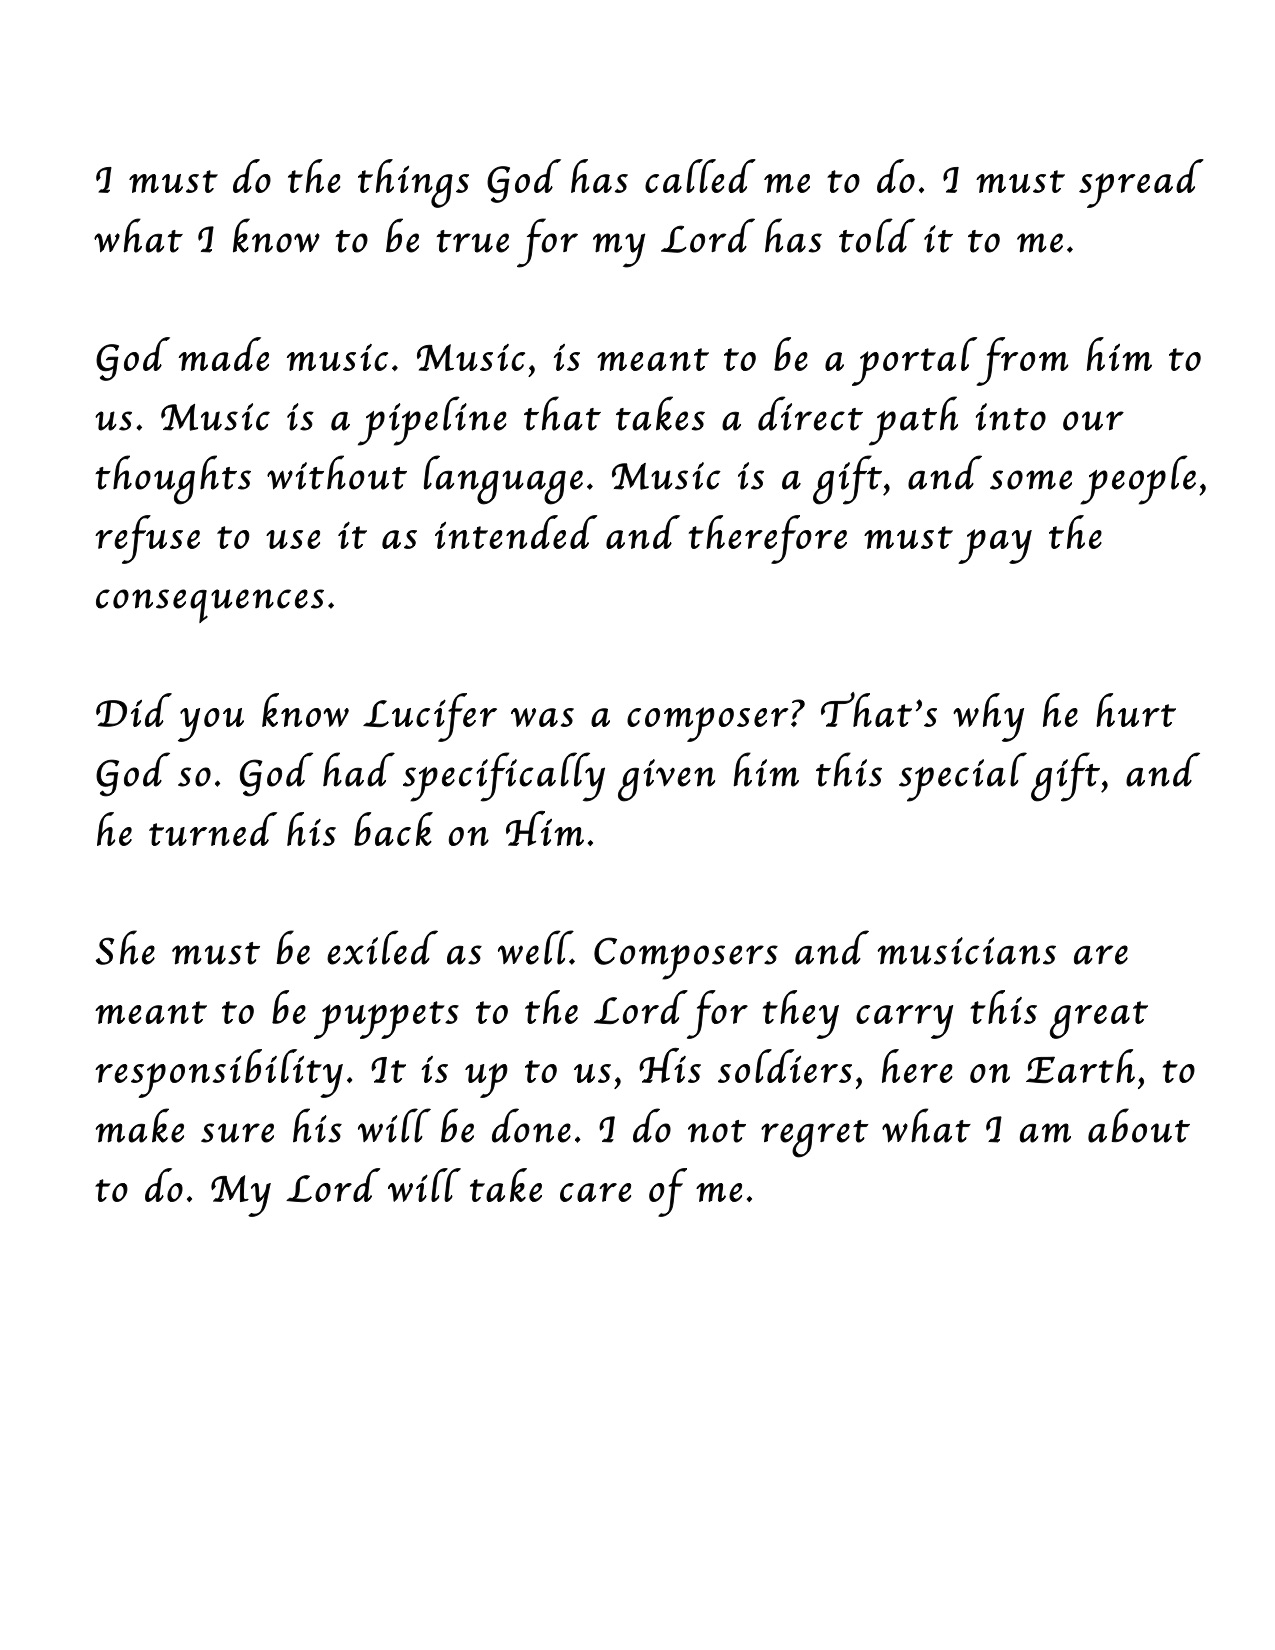 I must do the things God has called me to do. I must spread
what I know to be true for my Lord has told it to me.
God made music. Music, is meant to be a portal from him to
us. Music is a pipeline that takes a direct path into our
thoughts without language. Music is a gift, and some people,
refuse to use it as intended and therefore must pay the
consequences.
Did you know Lucifer was a composer? That's why he hurt
God so. God had specifically given him this special gift, and
he turned his back on Him.
She must be exiled as well. Composers and musicians are
meant to be puppets to the Lord for they carry this great
responsibility. It is up to us, His soldiers, here on Earth, to
make sure his will be done. I do not regret what I am about
to do. My Lord will take care of me.